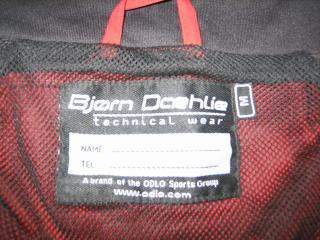 Bjørn Dæhlie
technical wear
M
NAME
TEL
A brand of the ODLO Sports Group
www.odlo.com